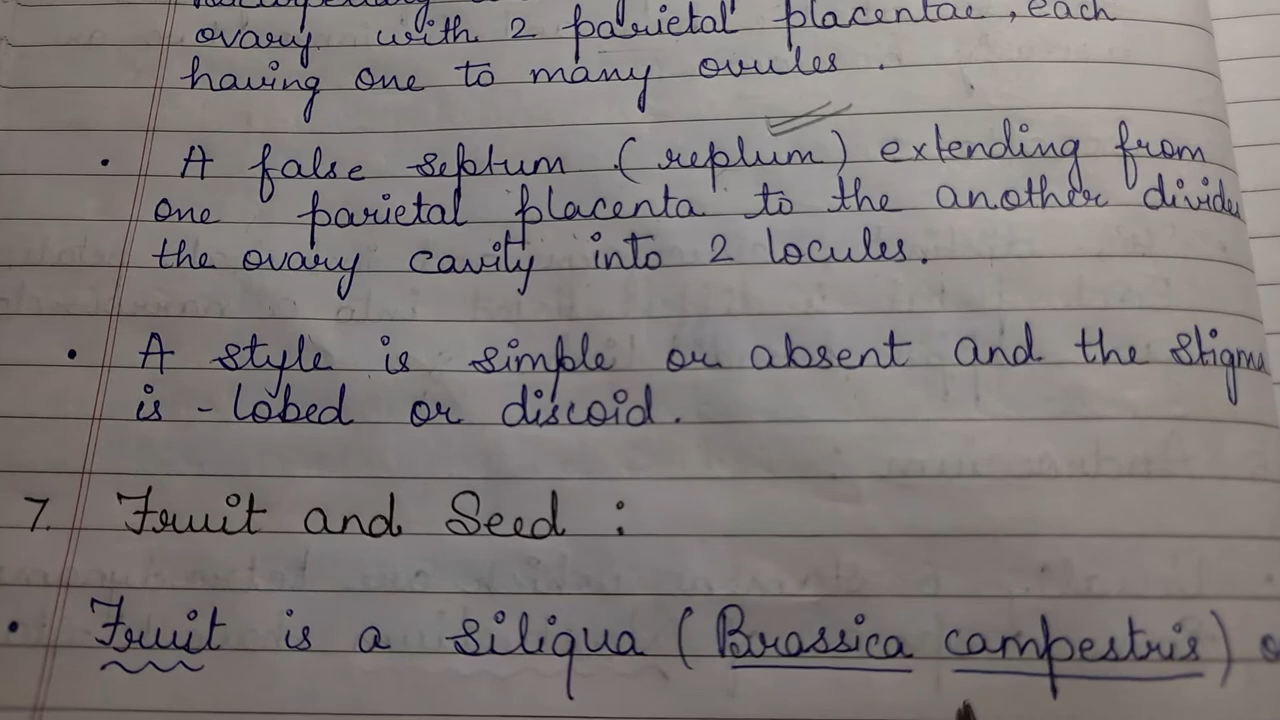 ovary with 2 parietal placentae, each
having one to many ovules.
• A false septum (replum) extending from
one parietal placenta to the another divide
the ovary cavity into 2 locules.
• A style is simple or absent and the stigma
is - lobed or discoid.
7. Fruit and Seed :
• Fruit is a siliqua (Brassica campestris)